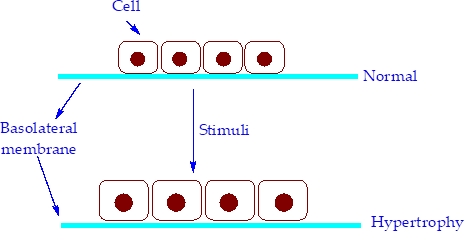 Cell
Normal
Basolateral
membrane
Stimuli
Hypertrophy